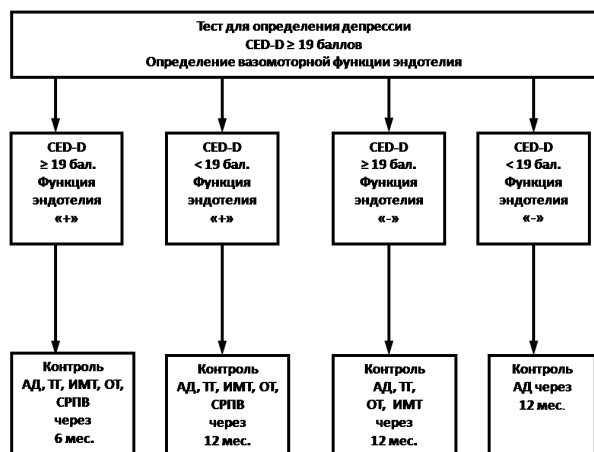 Тест для определения депрессии
CED-D ≥ 19 баллов
Определение вазомоторной функции эндотелия
CED-D
≥ 19 бал.
Функция
эндотелия
«+»
CED-D
< 19 бал.
Функция
эндотелия
«+»
CED-D
≥ 19 бал.
Функция
эндотелия
«-»
CED-D
< 19 бал.
Функция
эндотелия
«-»
Контроль
АД, ТГ, ИМТ, ОТ,
СРПВ
через
6 мес.
Контроль
АД, ТГ, ИМТ, ОТ,
СРПВ
через
12 мес.
Контроль
АД, ТГ,
ОТ, ИМТ
через
12 мес.
Контроль
АД через
12 мес.